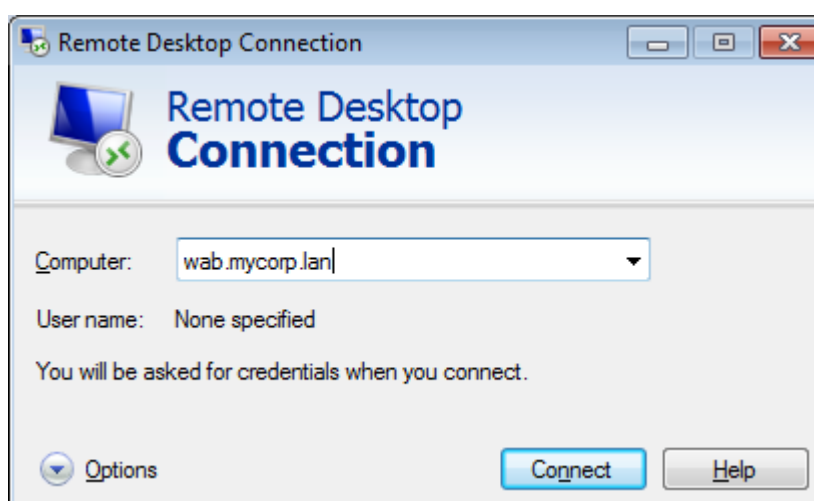 Remote Desktop Connection
Remote Desktop
Connection
Computer: wab.mycorp.lan
User name: None specified
You will be asked for credentials when you connect.
Options Connect Help